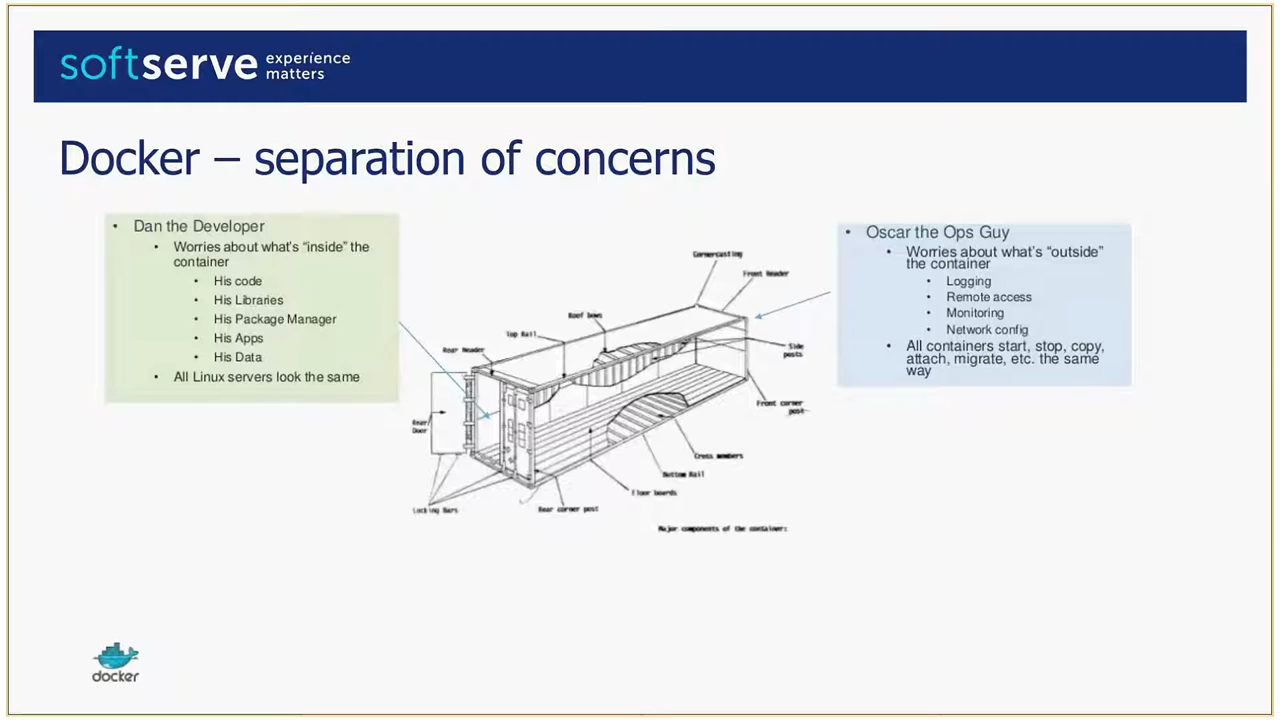 softserve experience
matters
Docker – separation of concerns
• Dan the Developer
• Worries about what's “inside” the
container
• His code
• His Libraries
• His Package Manager
• His Apps
• His Data
• All Linux servers look the same
• Oscar the Ops Guy
• Worries about what's “outside”
the container
• Logging
• Remote access
• Monitoring
• Network config
• All containers start, stop, copy,
attach, migrate, etc. the same
way
Cornercasting
Front Header
Roof bows
Top Rail
Rear Header
Side
posts
Front corner
post
Rear
Door
Cross members
Bottom Rail
Floor boards
Locking Bars
Rear corner post
Major components of the container:
docker